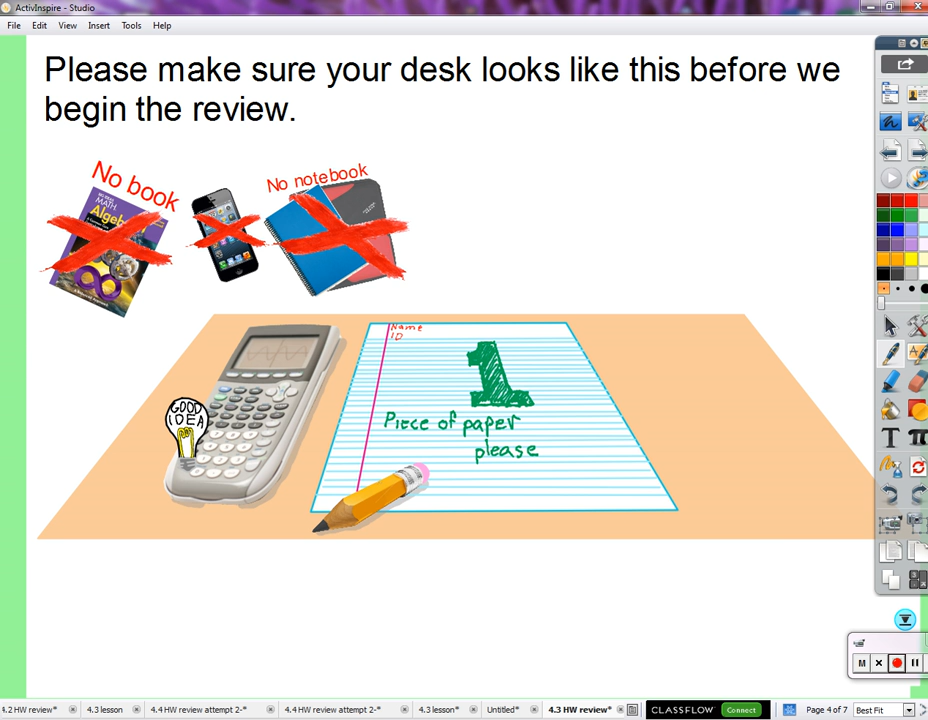 ActivInspire - Studio
File Edit View Insert Tools Help
Please make sure your desk looks like this before we
begin the review.
No book
No notebook
MATH
Name
ID
1
GOOD
IDEA
Piece of paper
please
M
4.2 HW review* 4.3 lesson 4.4 HW review attempt 2-* 4.4 HW review attempt 2-* 4.3 lesson* Untitled* 4.3 HW review* CLASSFLOW Connect Page 4 of 7 Best Fit